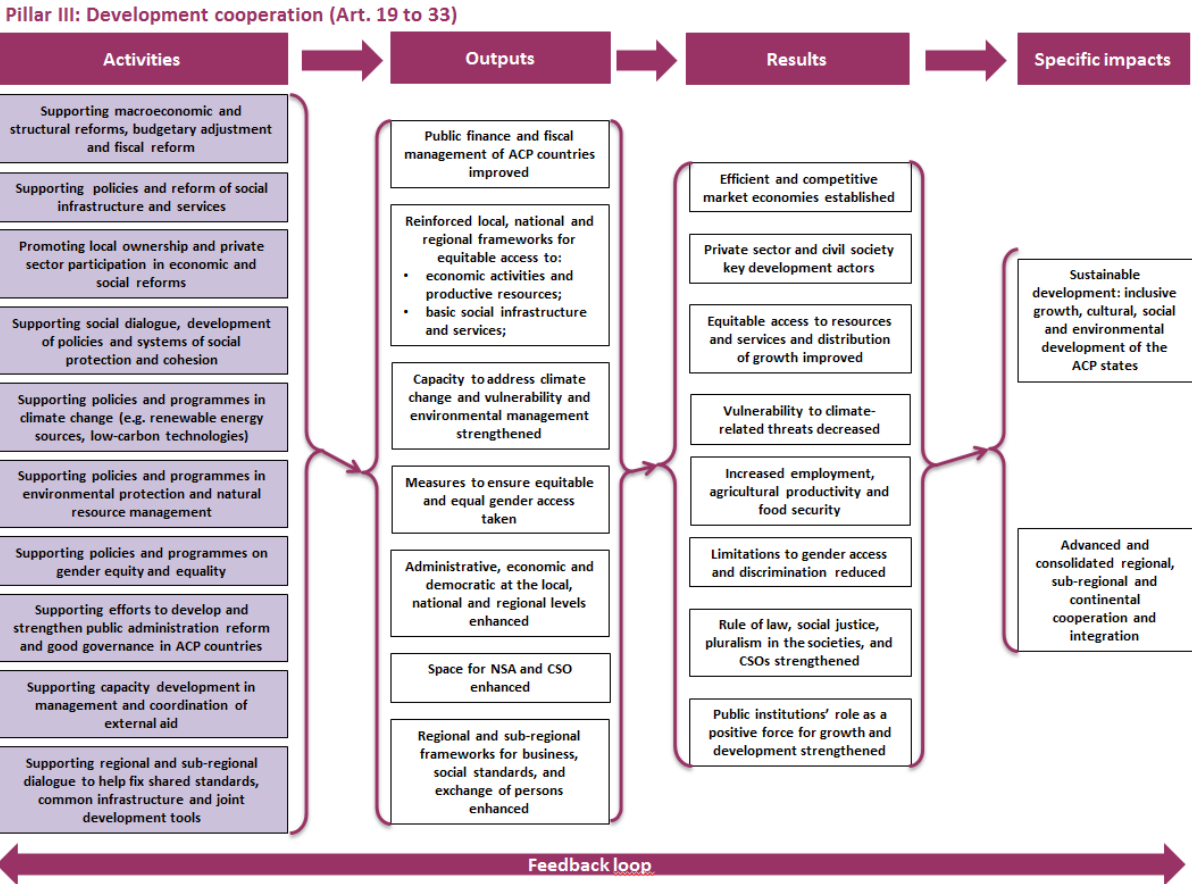 Pillar III: Development cooperation (Art. 19 to 33)
Activities
Outputs
Results
Specific impacts
Supporting macroeconomic and
structural reforms, budgetary adjustment
and fiscal reform
Supporting policies and reform of social
infrastructure and services
Promoting local ownership and private
sector participation in economic and
social reforms
Supporting social dialogue, development
of policies and systems of social
protection and cohesion
Supporting policies and programmes in
climate change (e.g. renewable energy
sources, low-carbon technologies)
Supporting policies and programmes in
environmental protection and natural
resource management
Supporting policies and programmes on
gender equity and equality
Supporting efforts to develop and
strengthen public administration reform
and good governance in ACP countries
Supporting capacity development in
management and coordination of
external aid
Supporting regional and sub-regional
dialogue to help fix shared standards,
common infrastructure and joint
development tools
Public finance and fiscal
management of ACP countries
improved
Reinforced local, national and
regional frameworks for
equitable access to:
• economic activities and
productive resources;
• basic social infrastructure
and services;
Capacity to address climate
change and vulnerability and
environmental management
strengthened
Measures to ensure equitable
and equal gender access
taken
Administrative, economic and
democratic at the local,
national and regional levels
enhanced
Space for NSA and CSO
enhanced
Regional and sub-regional
frameworks for business,
social standards, and
exchange of persons
enhanced
Efficient and competitive
market economies established
Private sector and civil society
key development actors
Equitable access to resources
and services and distribution
of growth improved
Vulnerability to climate-
related threats decreased
Increased employment,
agricultural productivity and
food security
Limitations to gender access
and discrimination reduced
Rule of law, social justice,
pluralism in the societies, and
CSOs strengthened
Public institutions' role as a
positive force for growth and
development strengthened
Sustainable
development: inclusive
growth, cultural, social
and environmental
development of the
ACP states
Advanced and
consolidated regional,
sub-regional and
continental
cooperation and
integration
Feedback loop